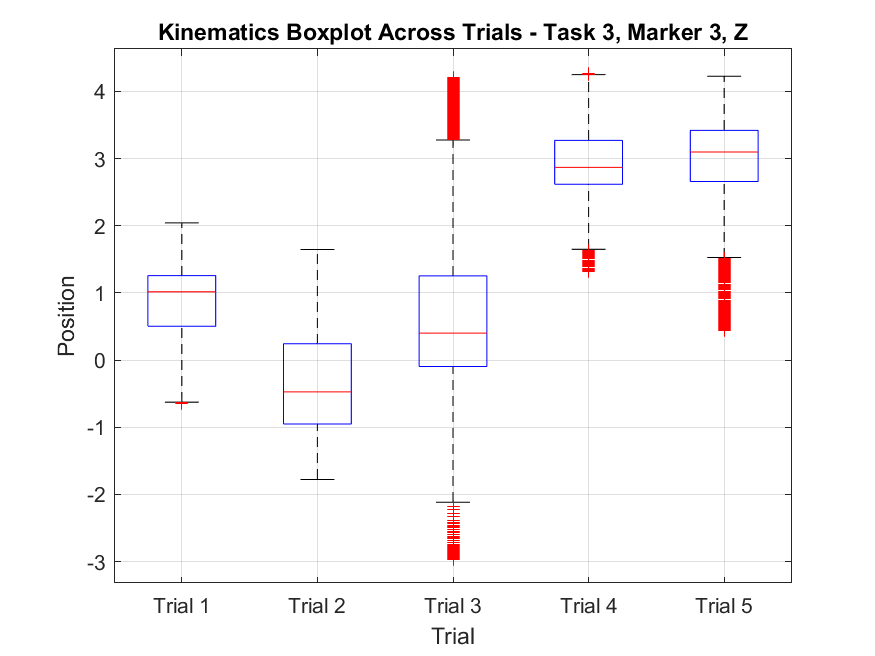 Kinematics Boxplot Across Trials - Task 3, Marker 3, Z
4
3
2
1
0
-1
-2
-3
Position
Trial 1 Trial 2 Trial 3 Trial 4 Trial 5
Trial